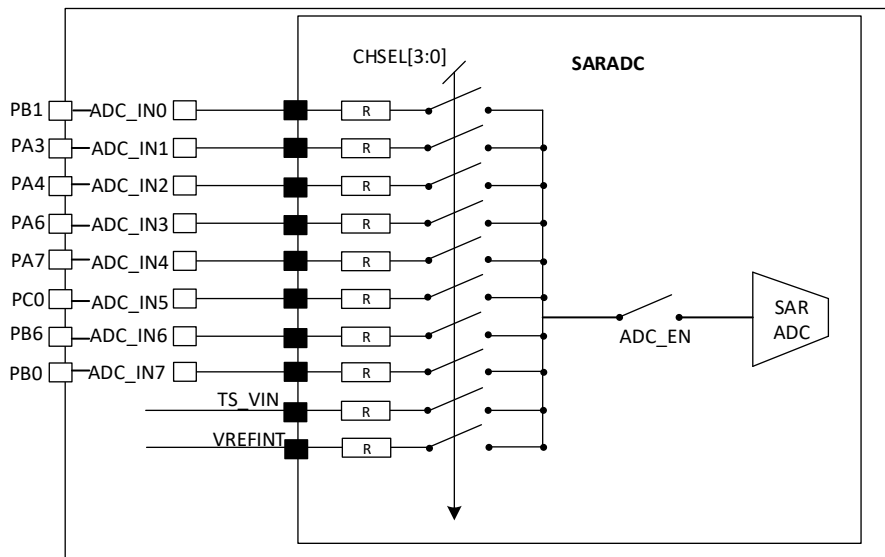 CHSEL[3:0]
SARADC
PB1 ADC_IN0 R
PA3 ADC_IN1 R
PA4 ADC_IN2 R
PA6 ADC_IN3 R
PA7 ADC_IN4 R
PC0 ADC_IN5 R
PB6 ADC_IN6 R
PB0 ADC_IN7 R
TS_VIN R
VREFINT R
ADC_EN
SAR
ADC